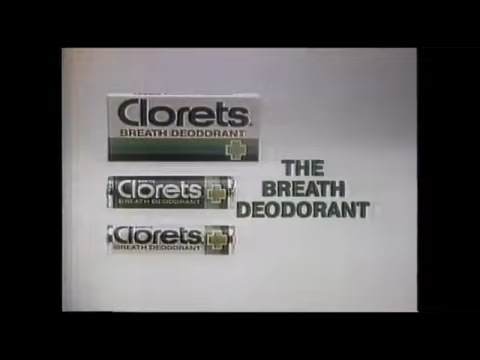 Clorets
BREATH DEODORANT
Clorets
BREATH DEODORANT
Clorets
BREATH DEODORANT
THE
BREATH
DEODORANT